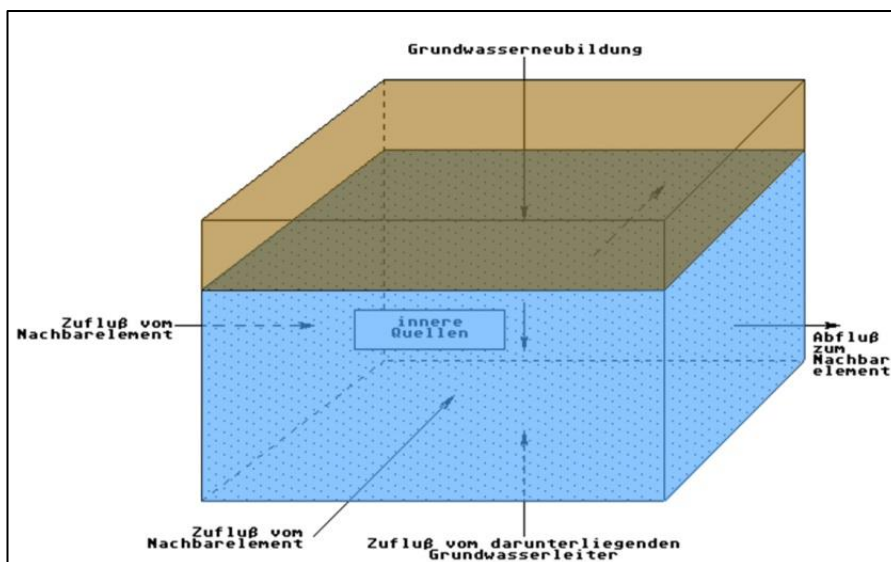 Grundwasserneubildung
Zufluß vom
Nachbarelement
innere
Quellen
Abfluß
zum
Nachbar
element
Zufluß vom
Nachbarelement
Zufluß vom darunterliegenden
Grundwasserleiter